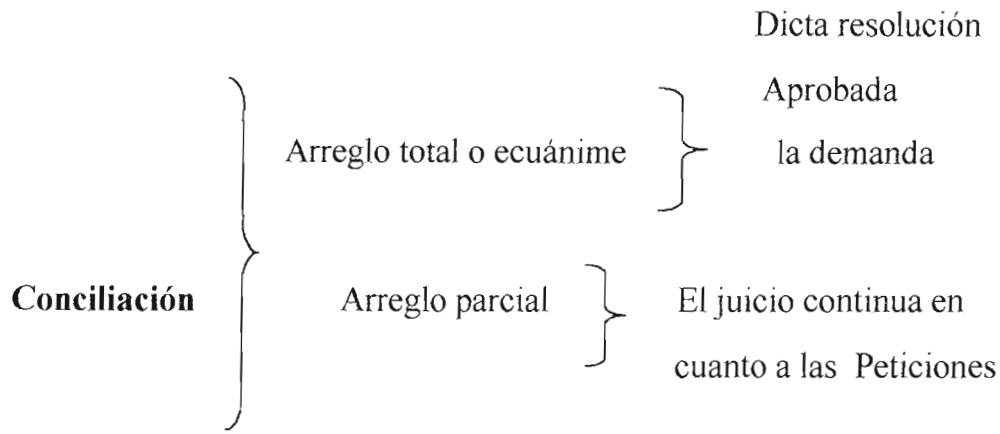 Dicta resolución
Aprobada
Arreglo total o ecuánime
la demanda
Conciliación
Arreglo parcial
El juicio continua en
cuanto a las Peticiones